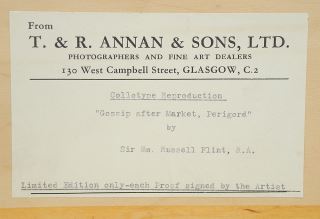 From
T. & R. ANNAN & SONS, LTD.
PHOTOGRAPHERS AND FINE ART DEALERS
130 West Campbell Street, GLASGOW, C.2
Collotype Reproduction
"Gossip after Market, Perigord"
by
Sir Wm. Russell Flint, R.A.
Limited Edition only-each Proof signed by the Artist